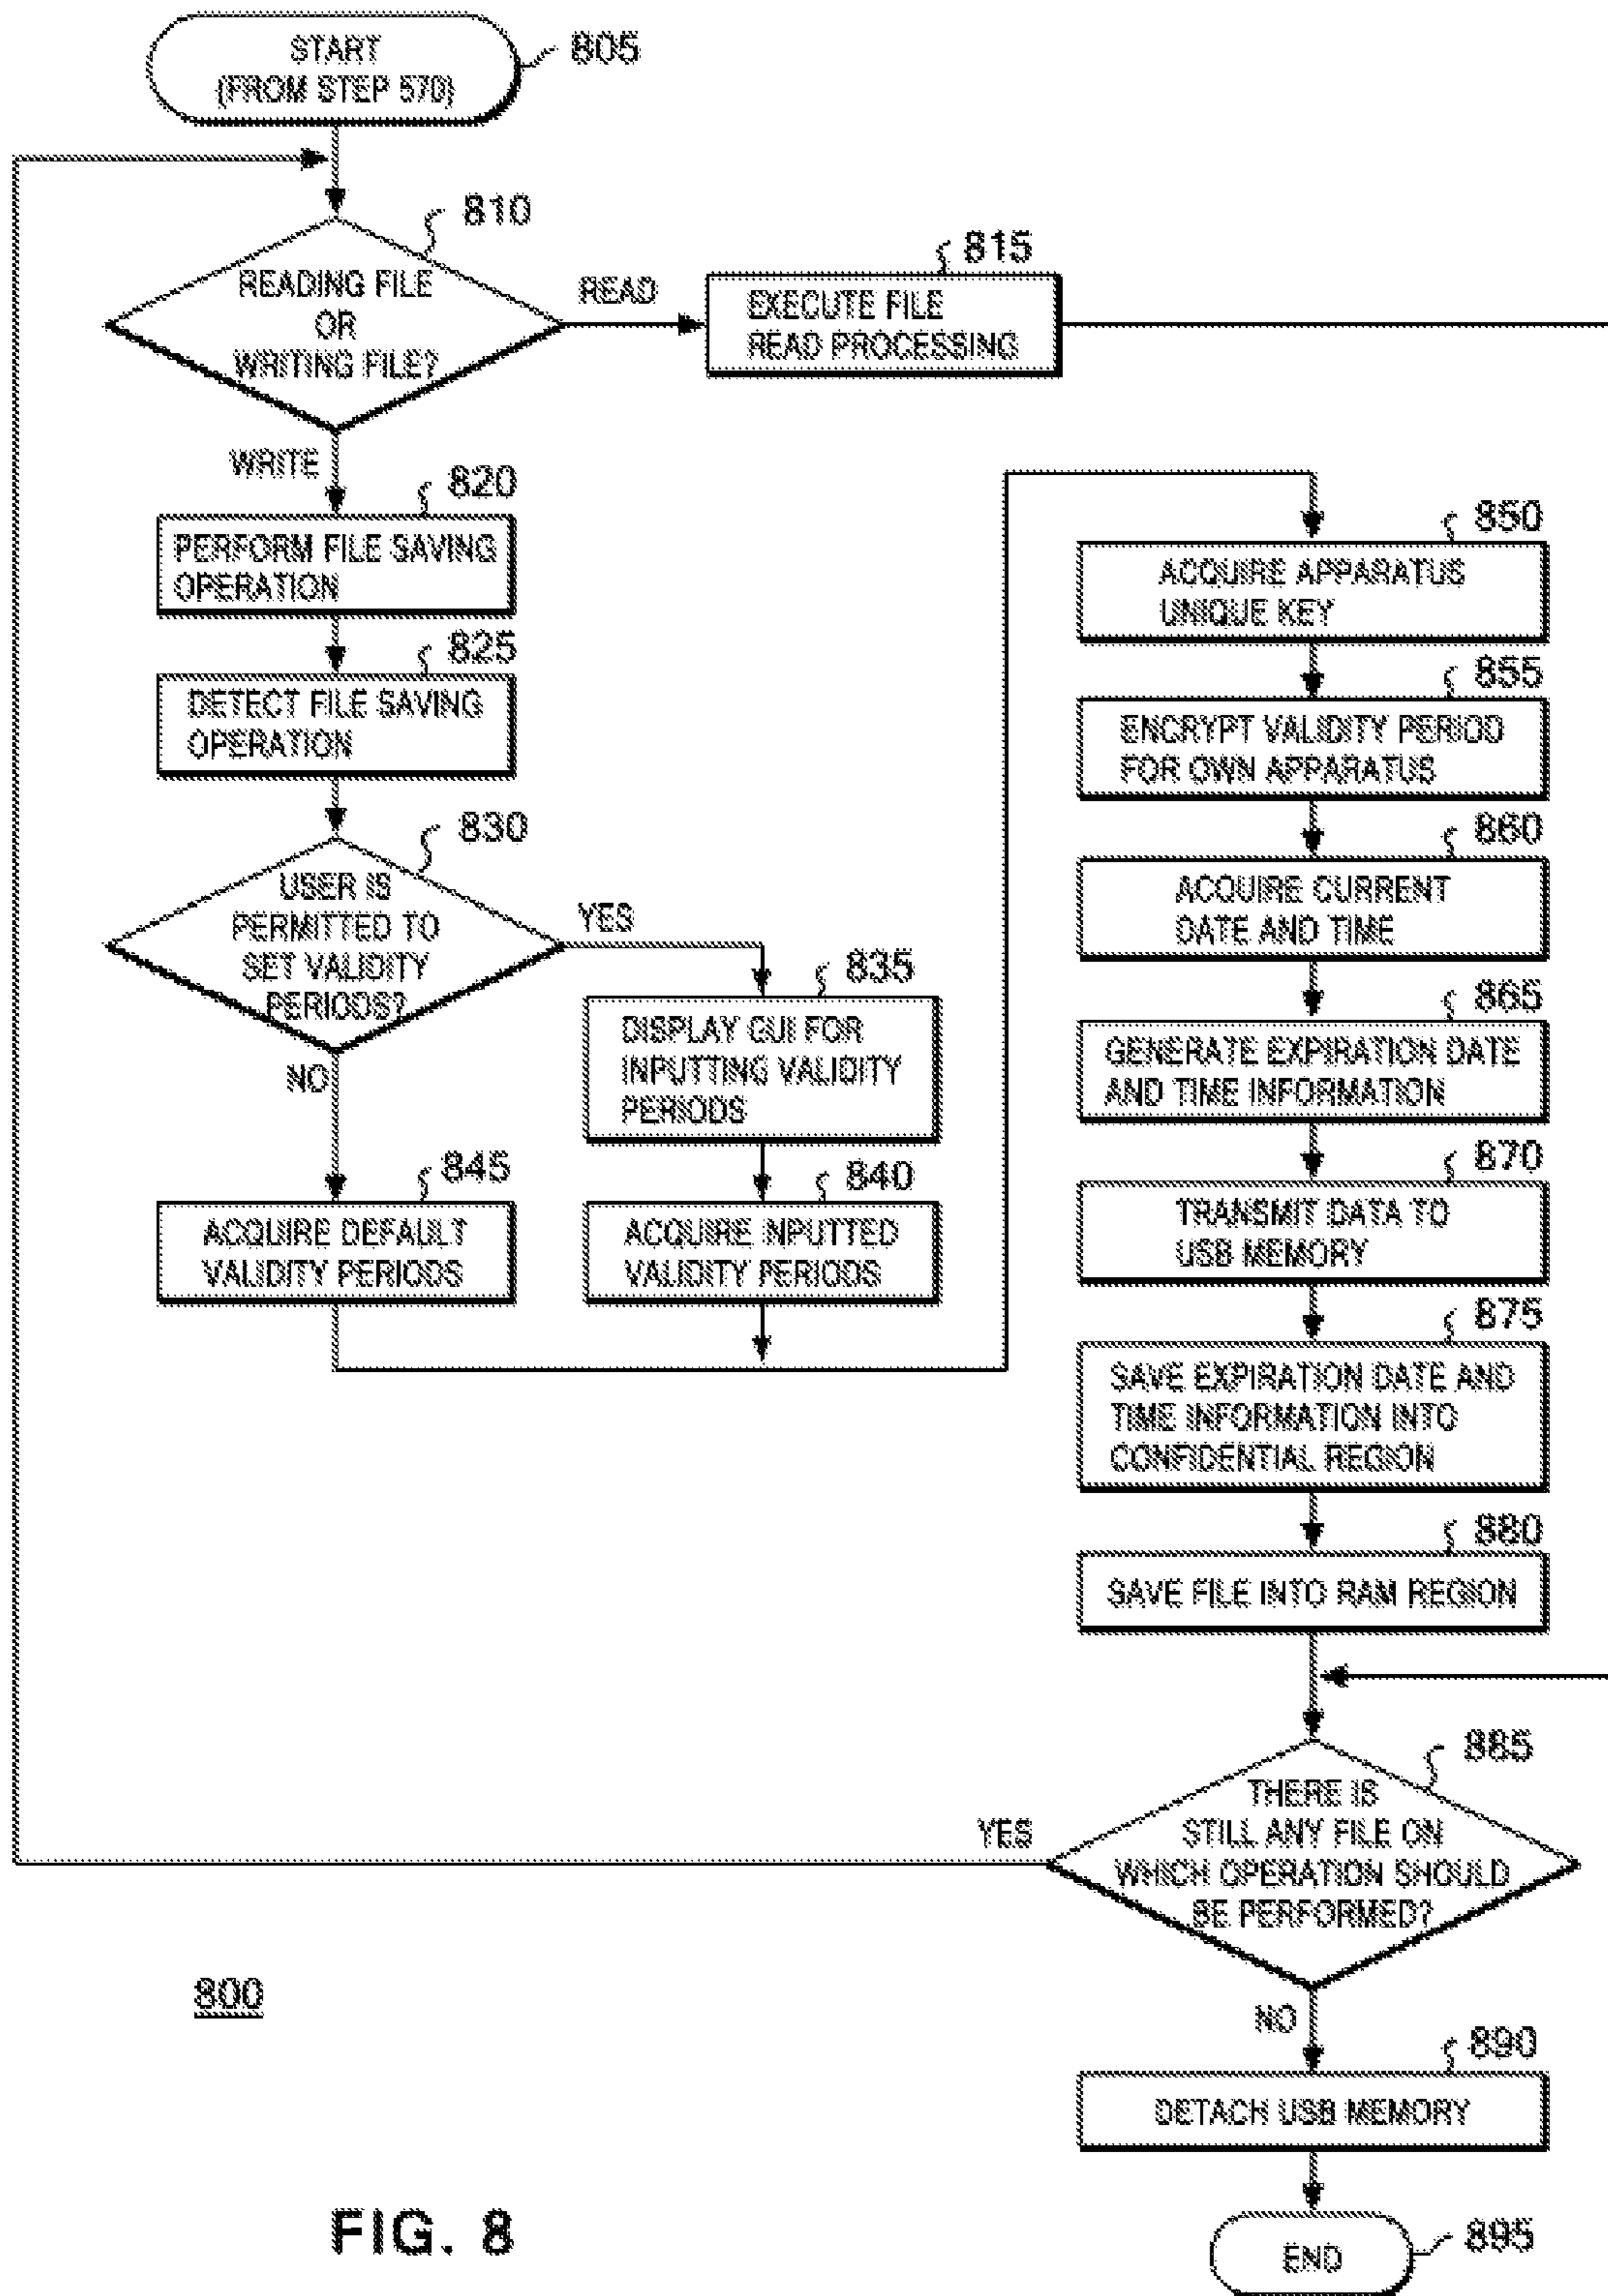 START
(FROM STEP 570)
805
810
READING FILE
OR
WRITING FILE?
READ
815
EXECUTE FILE
READ PROCESSING
WRITE
820
PERFORM FILE SAVING
OPERATION
825
DETECT FILE SAVING
OPERATION
830
USER IS
PERMITTED TO
SET VALIDITY
PERIODS?
YES
835
DISPLAY GUI FOR
INPUTTING VALIDITY
PERIODS
NO
845
ACQUIRE DEFAULT
VALIDITY PERIODS
840
ACQUIRE INPUTTED
VALIDITY PERIODS
850
ACQUIRE APPARATUS
UNIQUE KEY
855
ENCRYPT VALIDITY PERIOD
FOR OWN APPARATUS
860
ACQUIRE CURRENT
DATE AND TIME
865
GENERATE EXPIRATION DATE
AND TIME INFORMATION
870
TRANSMIT DATA TO
USB MEMORY
875
SAVE EXPIRATION DATE AND
TIME INFORMATION INTO
CONFIDENTIAL REGION
880
SAVE FILE INTO RAM REGION
885
THERE IS
STILL ANY FILE ON
WHICH OPERATION SHOULD
BE PERFORMED?
YES
NO
890
DETACH USB MEMORY
END
895
800
FIG. 8